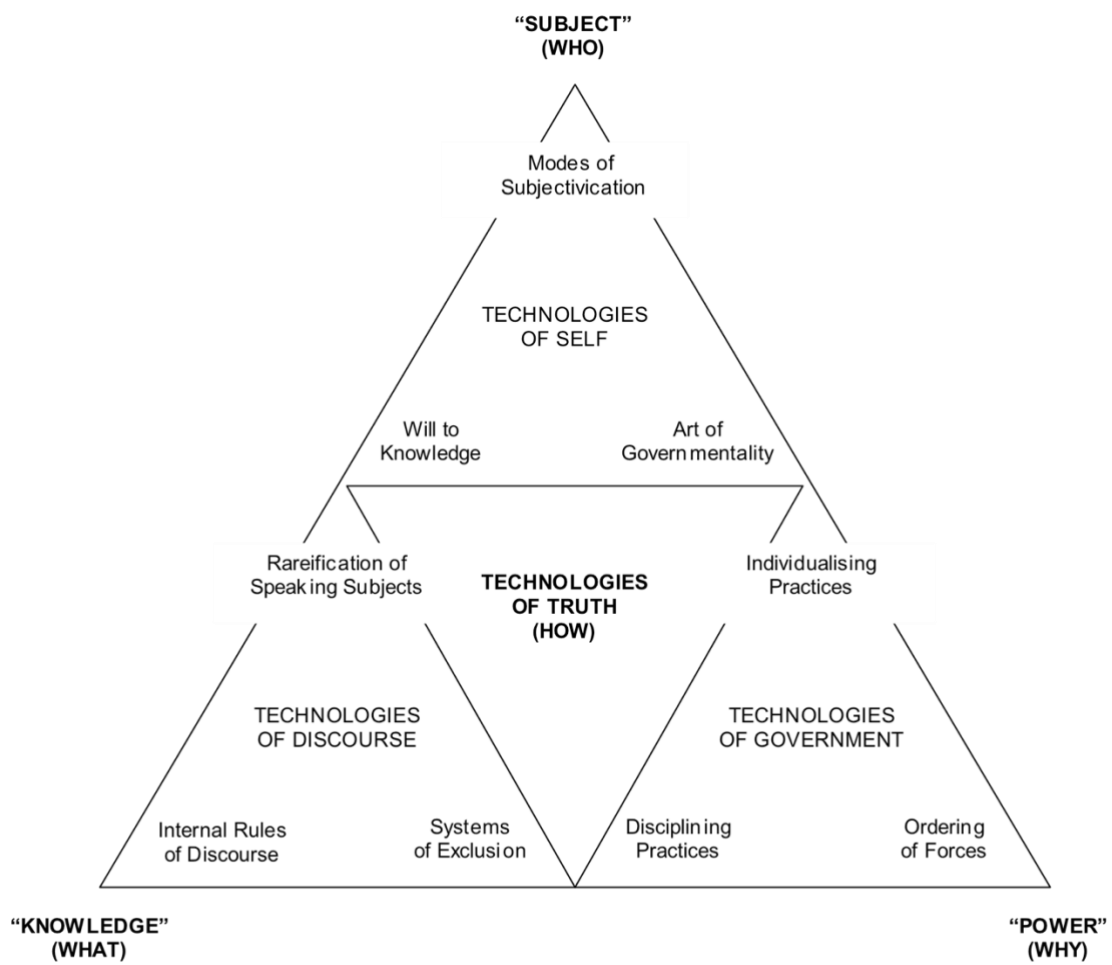 “SUBJECT”
(WHO)
Modes of
Subjectivication
TECHNOLOGIES
OF SELF
Will to
Knowledge
Art of
Governmentality
Rareification of
Speaking Subjects
TECHNOLOGIES
OF TRUTH
(HOW)
Individualising
Practices
TECHNOLOGIES
OF DISCOURSE
TECHNOLOGIES
OF GOVERNMENT
Internal Rules
of Discourse
Systems
of Exclusion
Disciplining
Practices
Ordering
of Forces
“KNOWLEDGE”
(WHAT)
“POWER”
(WHY)